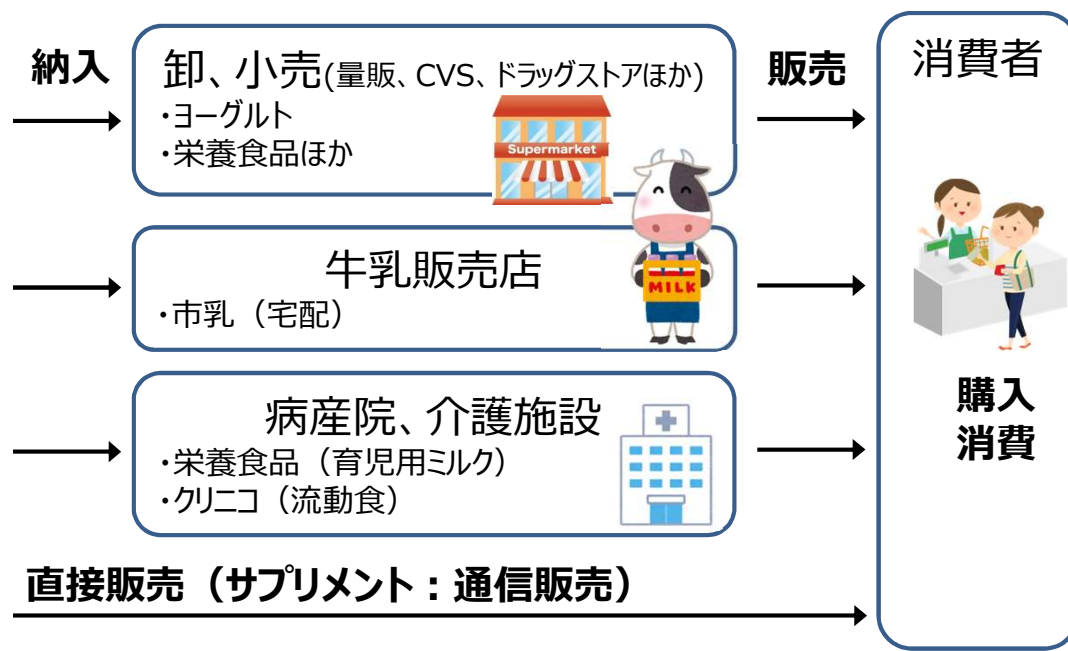 納入
卸、小売(量販、CVS、ドラッグストアほか)
・ヨーグルト
・栄養食品ほか
Supermarket
販売
消費者
牛乳販売店
・市乳（宅配）
MILK
病産院、介護施設
・栄養食品（育児用ミルク）
・クリニコ（流動食）
購入
消費
直接販売（サプリメント：通信販売）